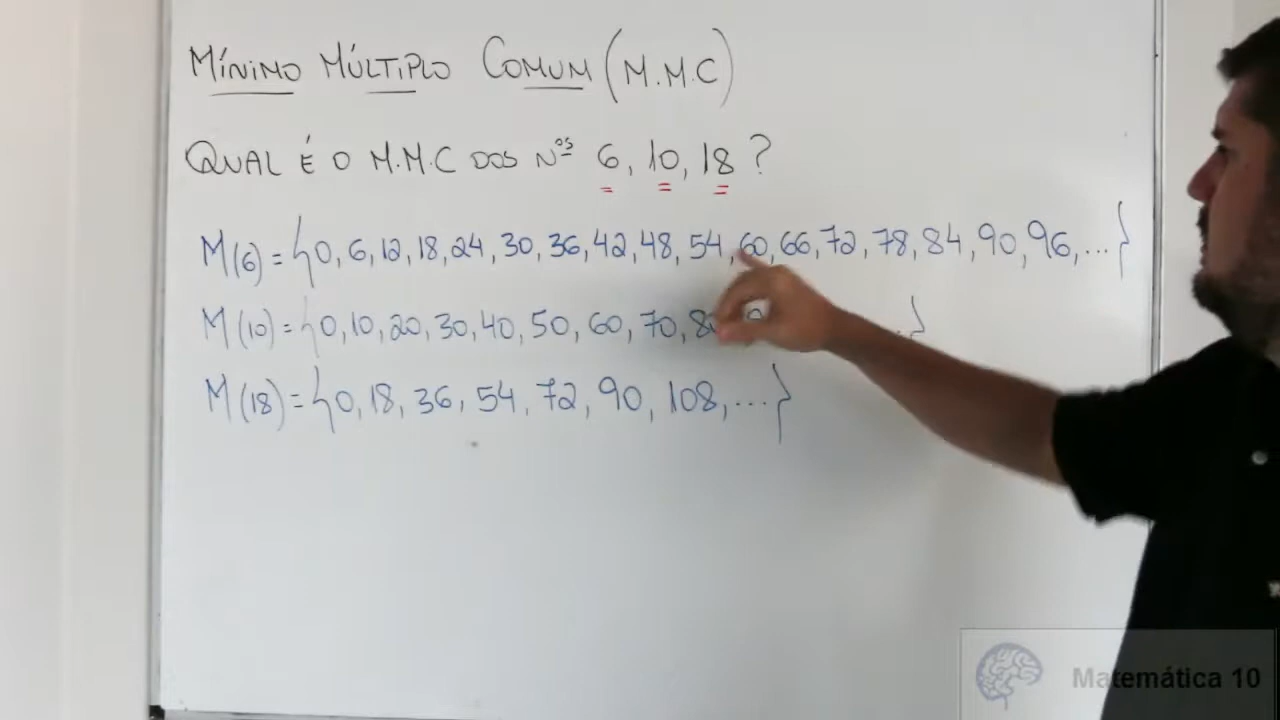 MÍNIMO MÚLTIPLO COMUM (M.M.C)
QUAL É O M.M.C DOS Nos 6, 10, 18?
M(6) = {0, 6, 12, 18, 24, 30, 36, 42, 48, 54, 60, 66, 72, 78, 84, 90, 96, ...}
M(10) = {0, 10, 20, 30, 40, 50, 60, 70, }
M(18) = {0, 18, 36, 54, 72, 90, 108, ...}
Matemática 10